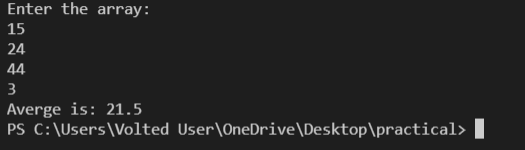 Enter the array:
15
24
44
3
Averge is: 21.5
PS C:\Users\Volted User\OneDrive\Desktop\practical>